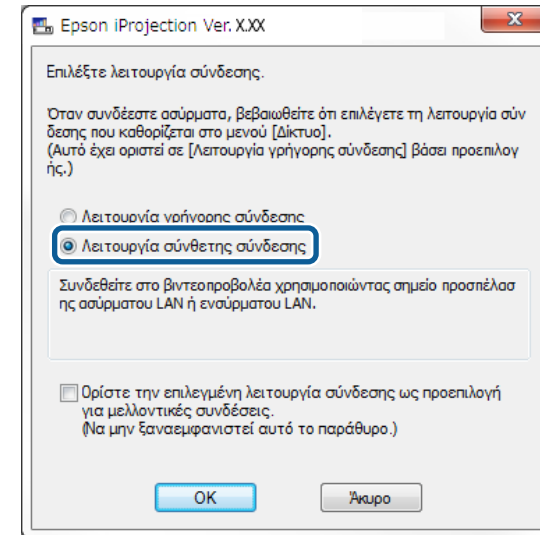 Epson iProjection Ver. X.XX
Επιλέξτε λειτουργία σύνδεσης.
Όταν συνδέεστε ασύρματα, βεβαιωθείτε ότι επιλέγετε τη λειτουργία σύν
δεσης που καθορίζεται στο μενού [Δίκτυο].
(Αυτό έχει οριστεί σε [Λειτουργία γρήγορης σύνδεσης] βάσει προεπιλογ
ής.)
Λειτουργία γρήγορης σύνδεσης
Λειτουργία σύνθετης σύνδεσης
Συνδεθείτε στο βιντεοπροβολέα χρησιμοποιώντας σημείο προσπέλασ
ης ασύρματου LAN ή ενσύρματου LAN.
Ορίστε την επιλεγμένη λειτουργία σύνδεσης ως προεπιλογή
για μελλοντικές συνδέσεις.
(Να μην ξαναεμφανιστεί αυτό το παράθυρο.)
OK
Άκυρο